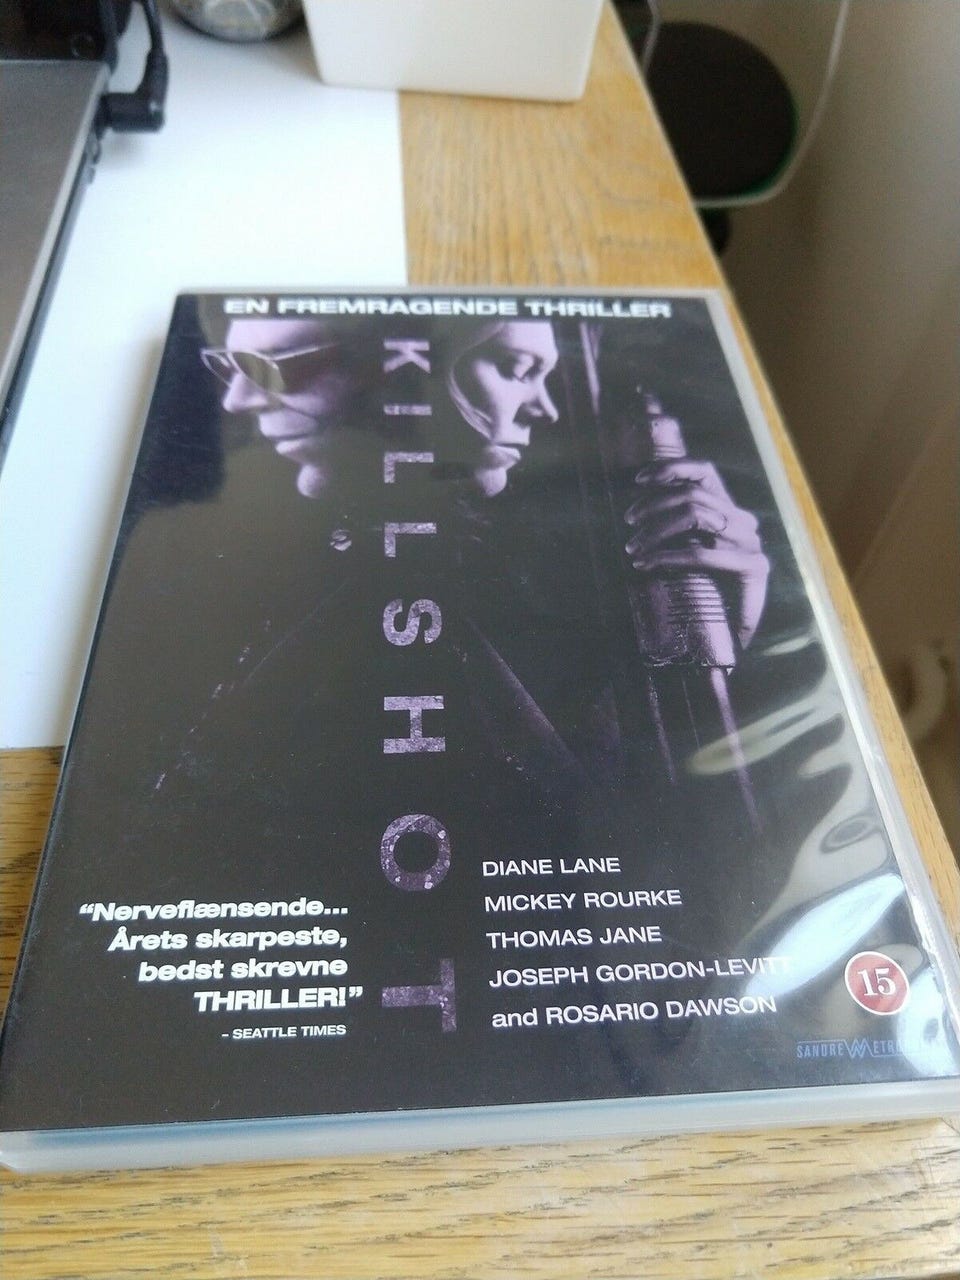 EN FREMRAGENDE THRILLER
KILLSHOT
DIANE LANE
MICKEY ROURKE
THOMAS JANE
JOSEPH GORDON-LEVITT
and ROSARIO DAWSON
“Nerveflænsende...
Årets skarpeste,
bedst skrevne
THRILLER!”
- SEATTLE TIMES
15
SANDRE